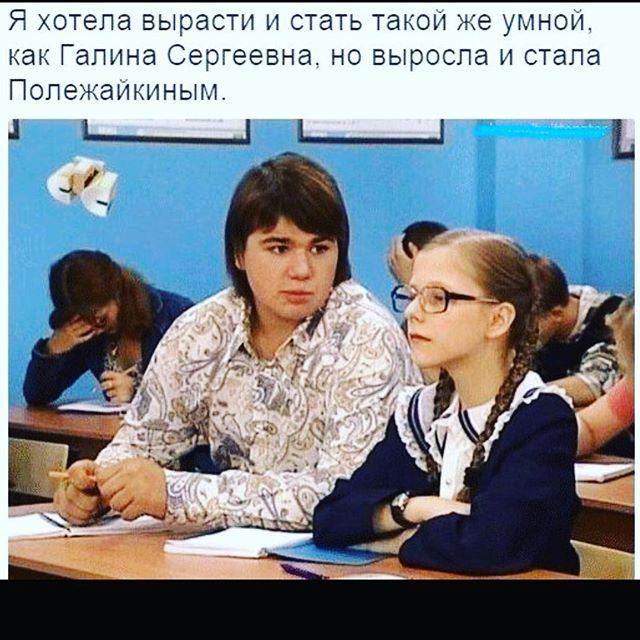 Я хотела вырасти и стать такой же умной,
как Галина Сергеевна, но выросла и стала
Полежайкиным.